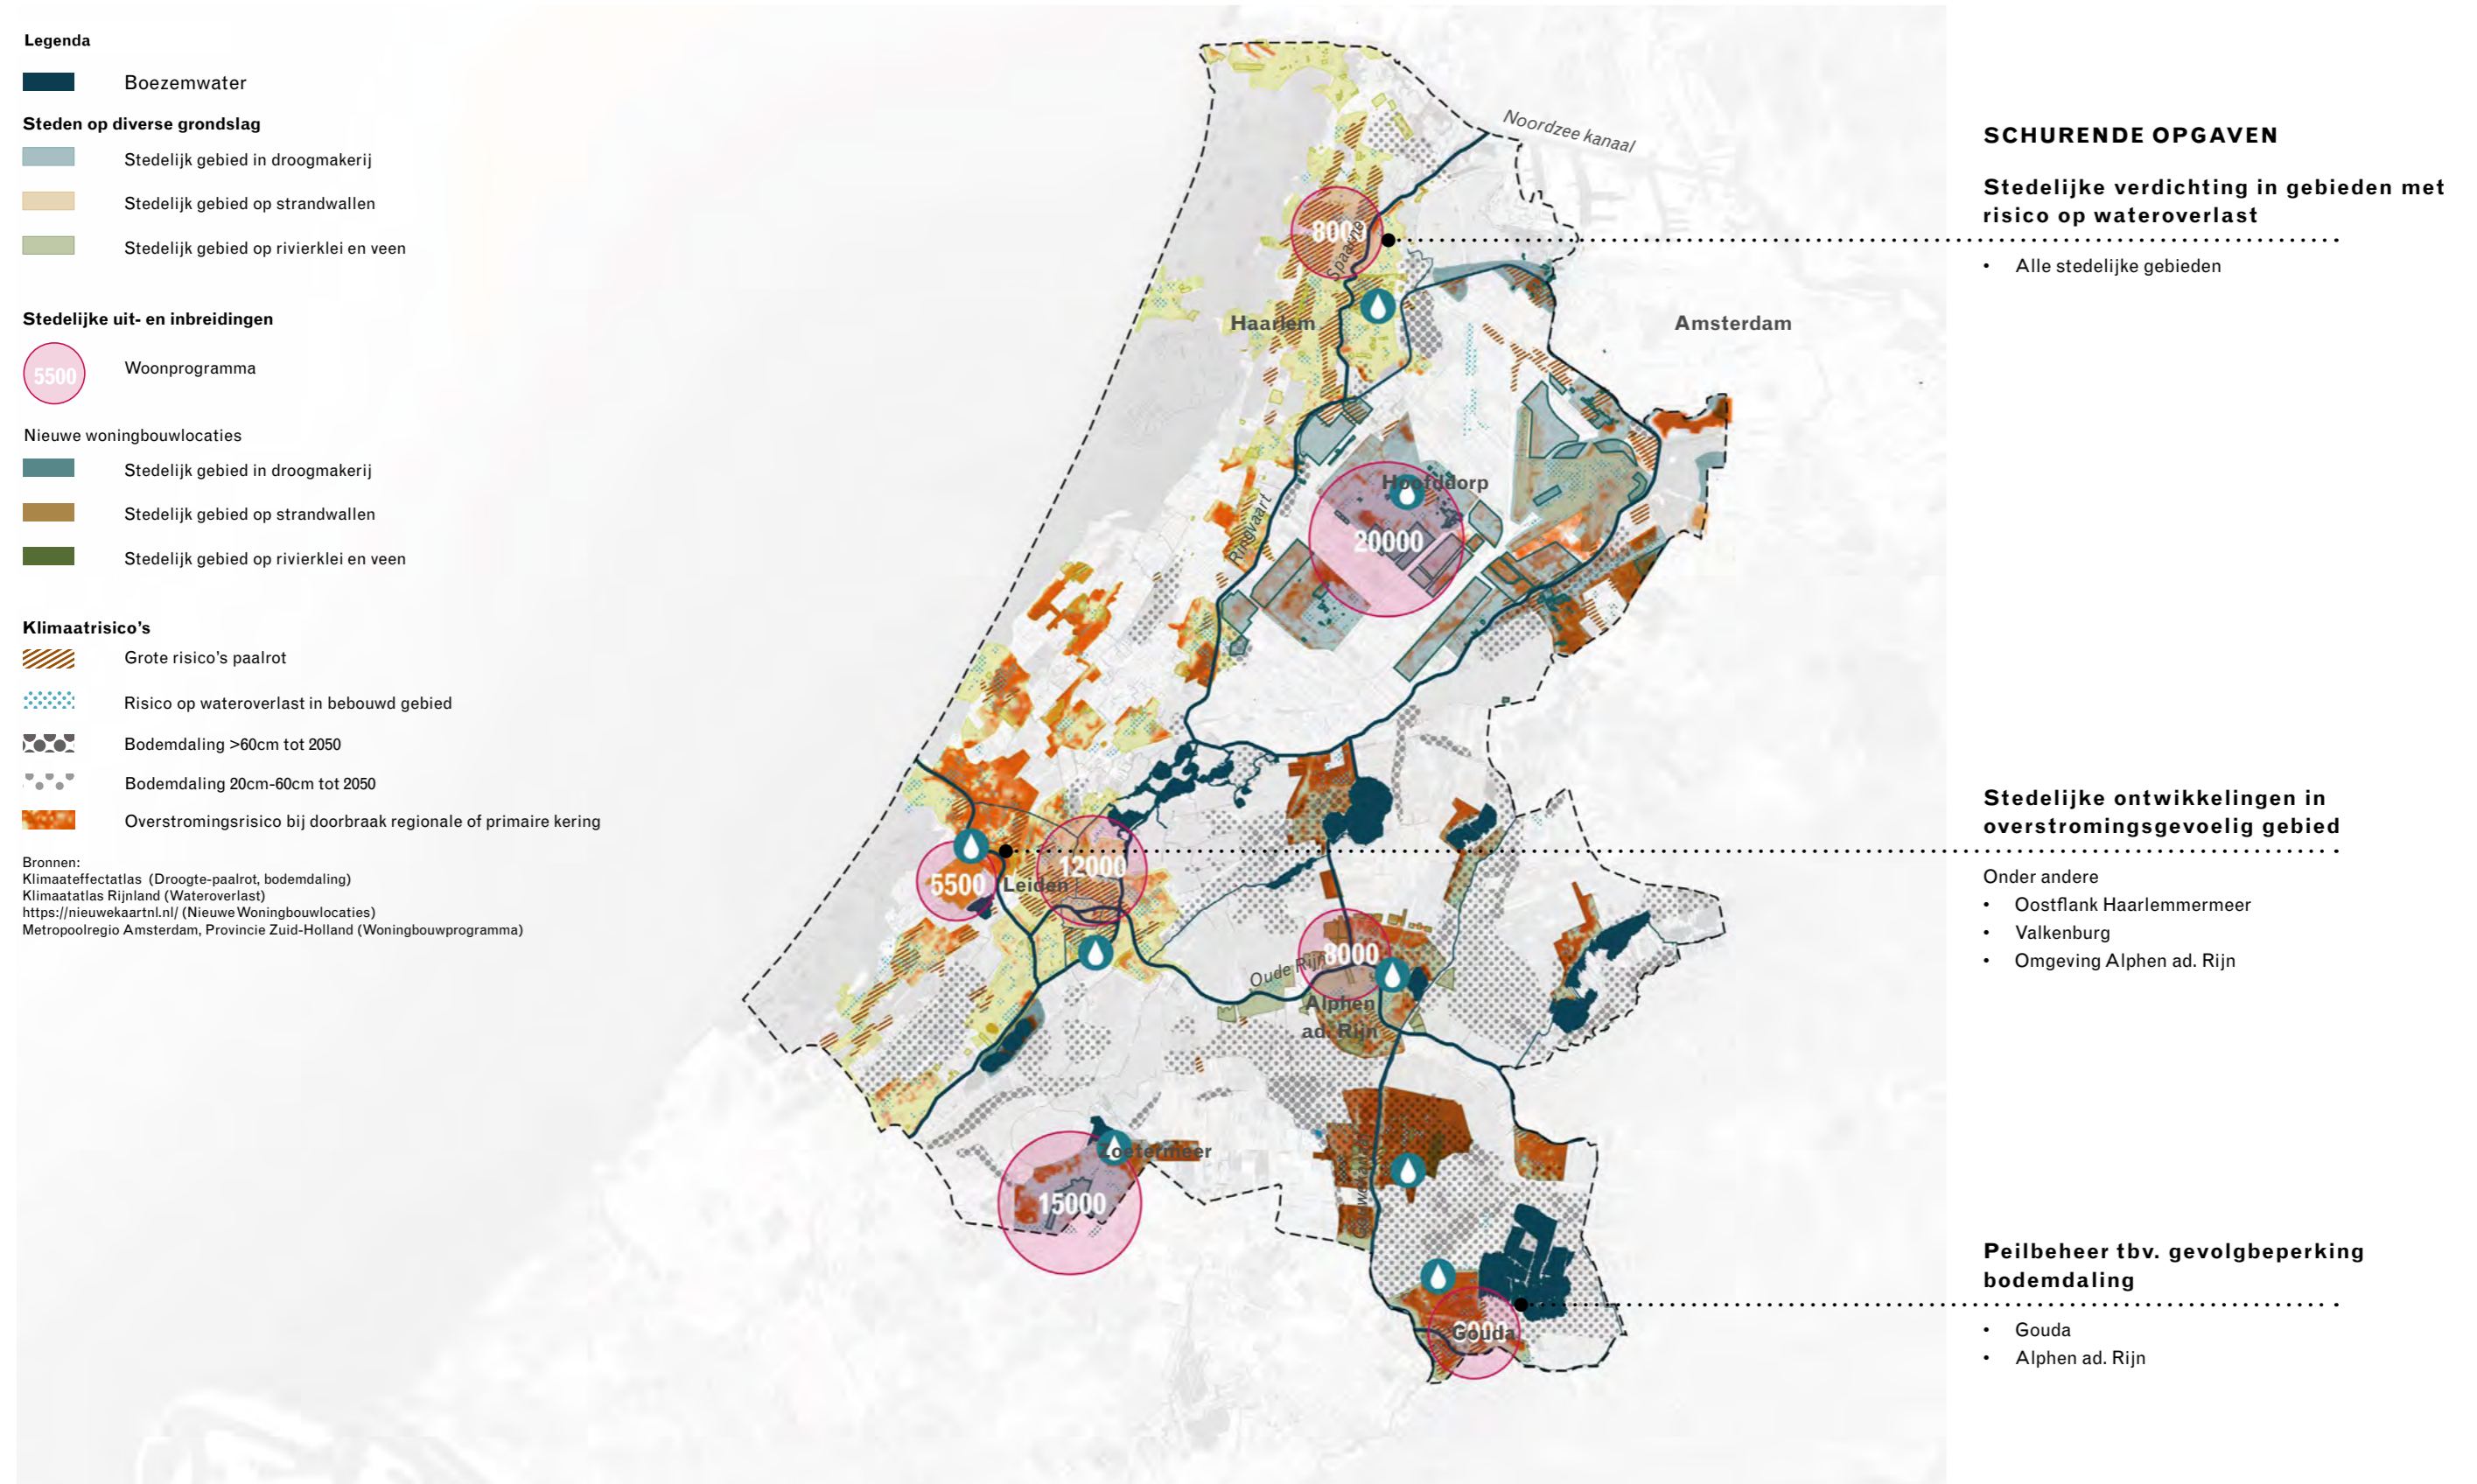 Legenda
Boezemwater
Steden op diverse grondslag
Stedelijk gebied in droogmakerij
Stedelijk gebied op strandwallen
Stedelijk gebied op rivierklei en veen
Stedelijke uit- en inbreidingen
5500
Woonprogramma
Nieuwe woningbouwlocaties
Stedelijk gebied in droogmakerij
Stedelijk gebied op strandwallen
Stedelijk gebied op rivierklei en veen
Klimaatrisico's
Grote risico's paalrot
Risico op wateroverlast in bebouwd gebied
Bodemdaling >60cm tot 2050
Bodemdaling 20cm-60cm tot 2050
Overstromingsrisico bij doorbraak regionale of primaire kering
Bronnen:
Klimaateffectatlas (Droogte-paalrot, bodemdaling)
Klimaatatlas Rijnland (Wateroverlast)
https://nieuwekaartnl.nl/ (Nieuwe Woningbouwlocaties)
Metropoolregio Amsterdam, Provincie Zuid-Holland (Woningbouwprogramma)
Noordzee kanaal
8000
Spaarne
Haarlem
Amsterdam
Hoofddorp
Ringvaart
20000
12000
5500
Leiden
8000
Oude Rijn
Alphen
ad. Rijn
Zoetermeer
15000
Gouda
SCHURENDE OPGAVEN
Stedelijke verdichting in gebieden met
risico op wateroverlast
• Alle stedelijke gebieden
Stedelijke ontwikkelingen in
overstromingsgevoelig gebied
Onder andere
• Oostflank Haarlemmermeer
• Valkenburg
• Omgeving Alphen ad. Rijn
Peilbeheer tbv. gevolgbeperking
bodemdaling
• Gouda
• Alphen ad. Rijn